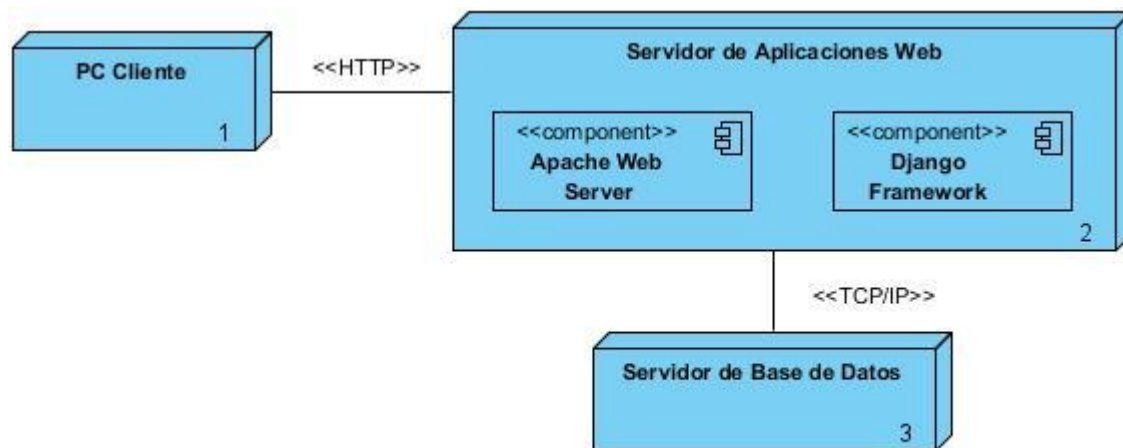 PC Cliente
1
<<HTTP>>
Servidor de Aplicaciones Web
<<component>>
Apache Web
Server
<<component>>
Django
Framework
2
<<TCP/IP>>
Servidor de Base de Datos
3